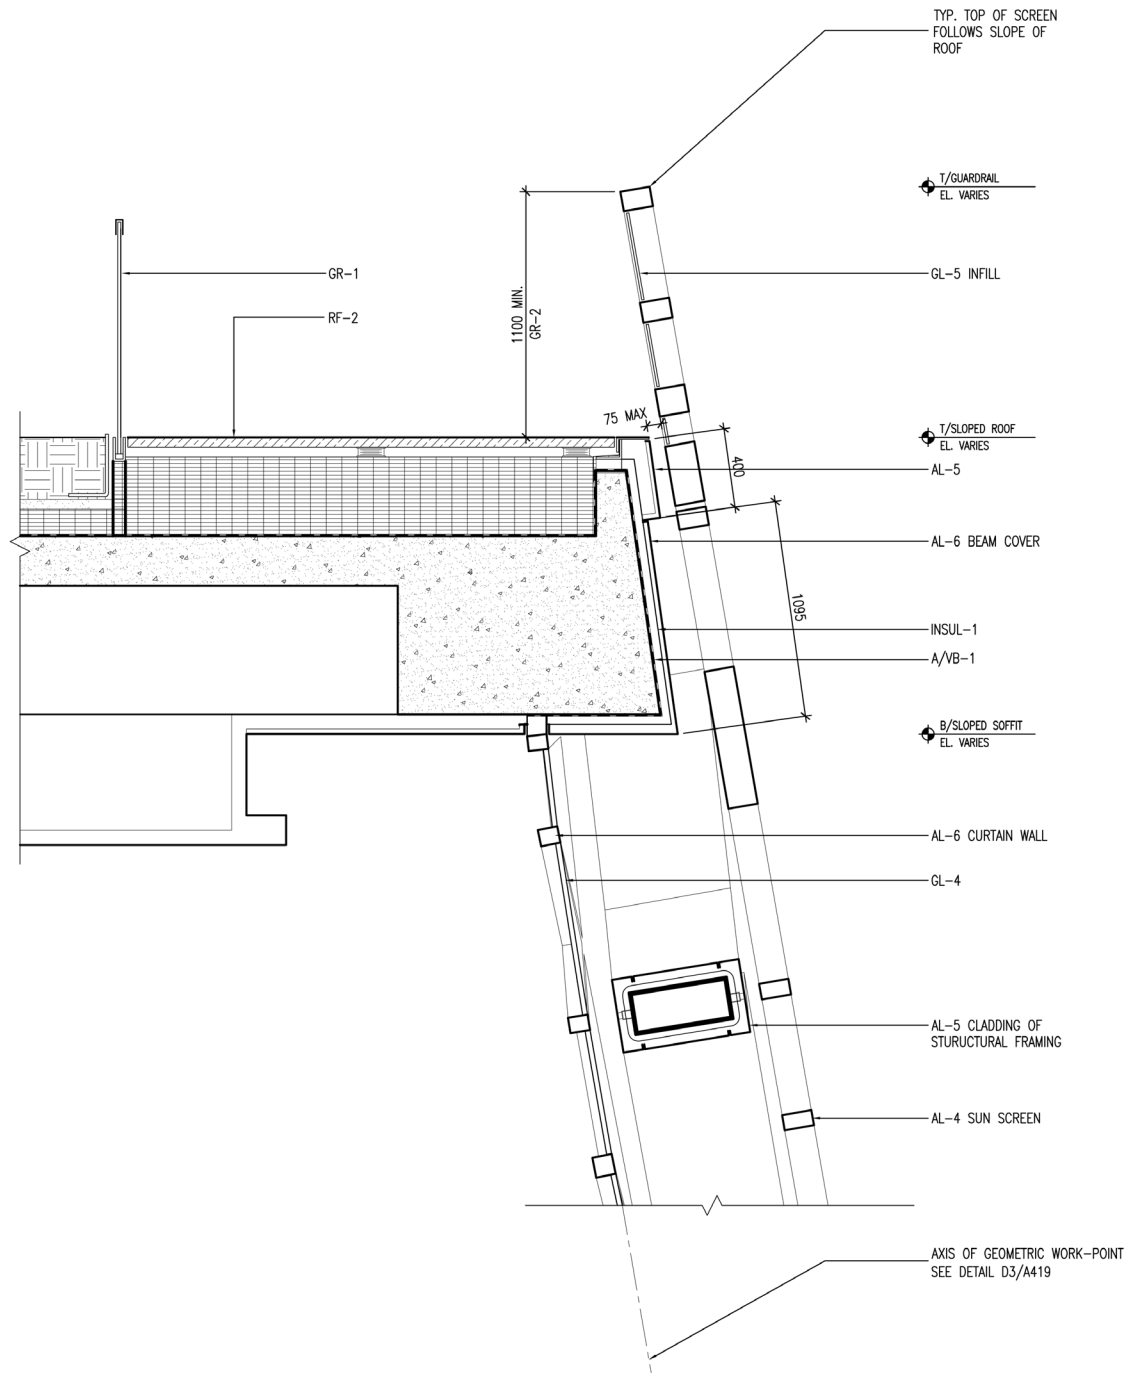 TYP. TOP OF SCREEN
FOLLOWS SLOPE OF
ROOF
T/GUARDRAIL
EL. VARIES
GR-1
GL-5 INFILL
1100 MIN.
GR-2
RF-2
75 MAX
T/SLOPED ROOF
EL. VARIES
400
AL-5
AL-6 BEAM COVER
1095
INSUL-1
A/VB-1
B/SLOPED SOFFIT
EL. VARIES
AL-6 CURTAIN WALL
GL-4
AL-5 CLADDING OF
STURUCTURAL FRAMING
AL-4 SUN SCREEN
AXIS OF GEOMETRIC WORK-POINT
SEE DETAIL D3/A419